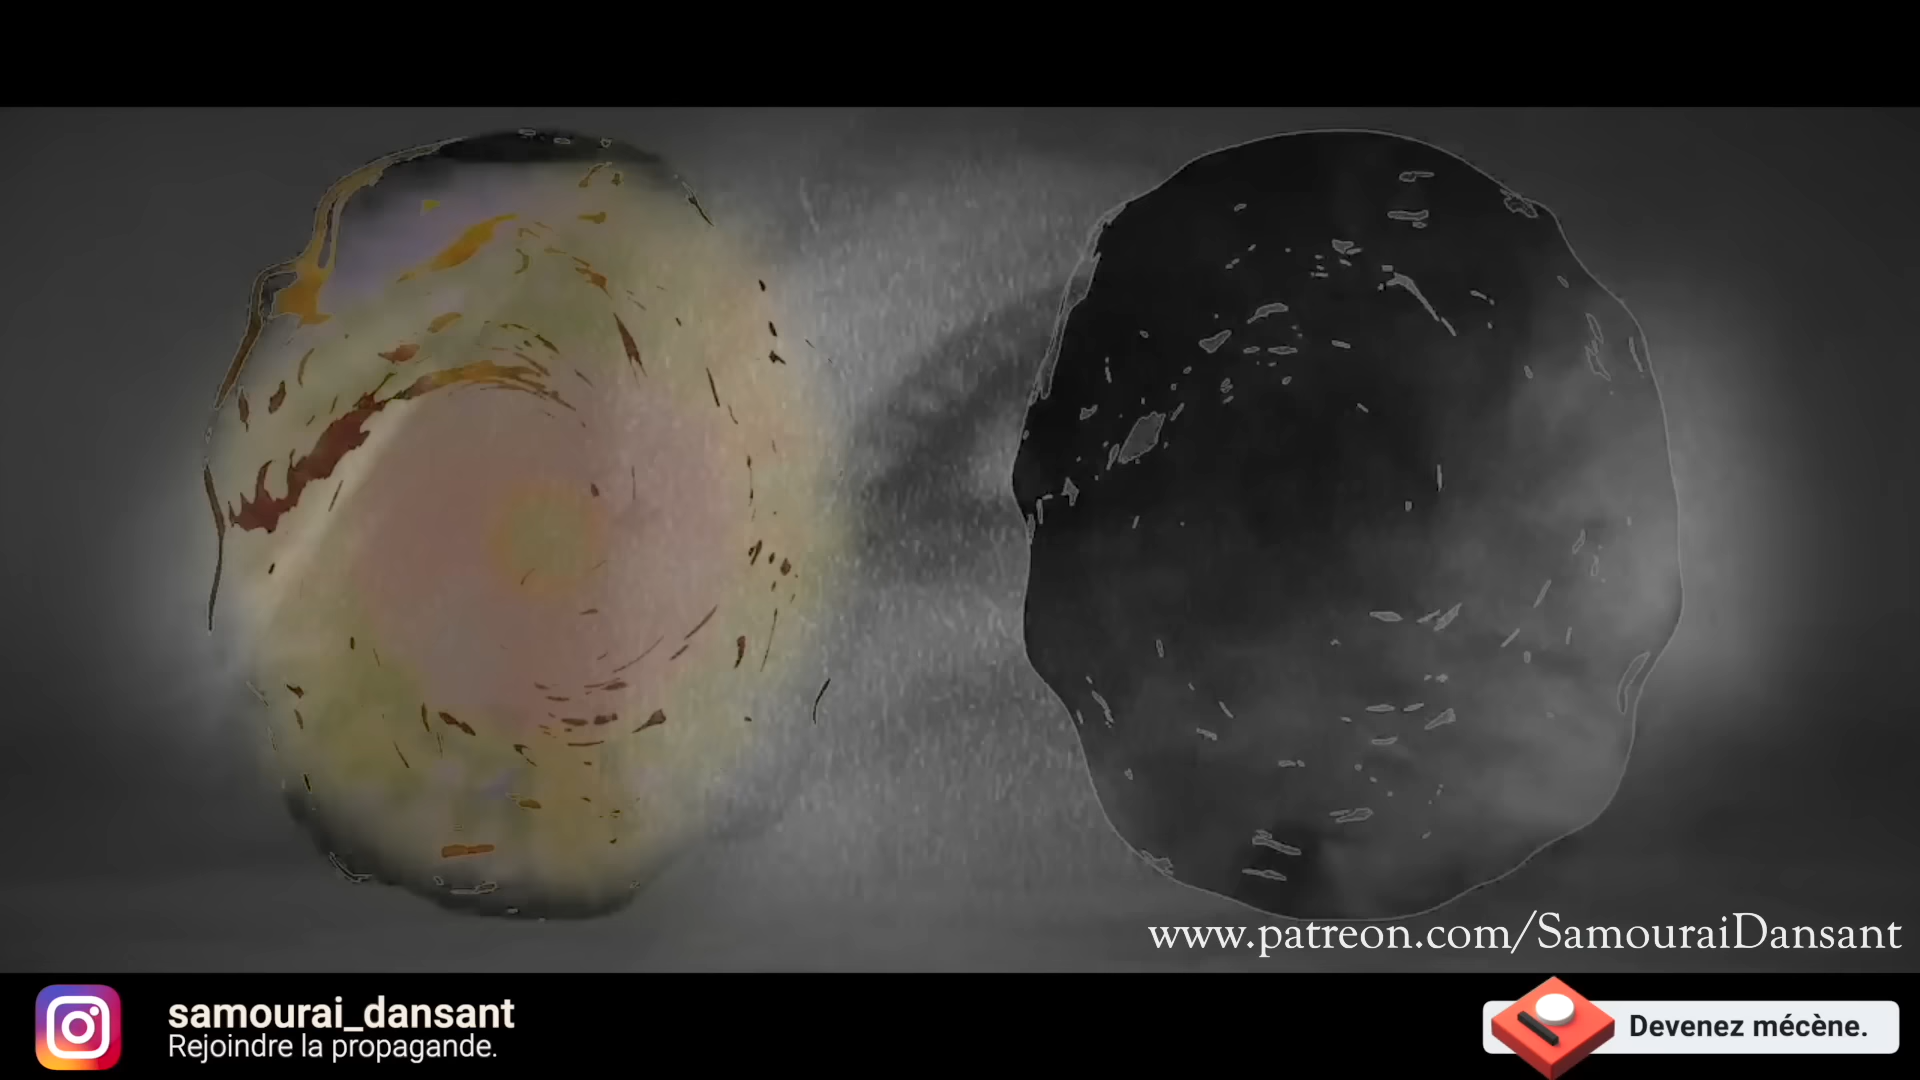 www.patreon.com/SamouraiDansant
samourai_dansant
Rejoindre la propagande.
Devenez mécène.